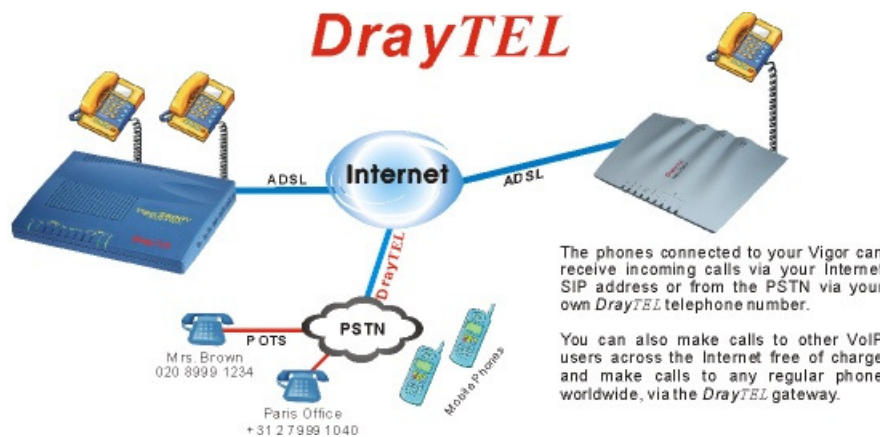 DrayTEL
ADSL
Internet
ADSL
DrayTEL
PSTN
POTS
Mrs. Brown
020 8999 1234
Paris Office
+31 2 7999 1040
Mobile Phones
The phones connected to your Vigor can
receive incoming calls via your Internet
SIP address or from the PSTN via your
own DrayTEL telephone number.
You can also make calls to other VoIP
users across the Internet free of charge
and make calls to any regular phone
worldwide, via the DrayTEL gateway.